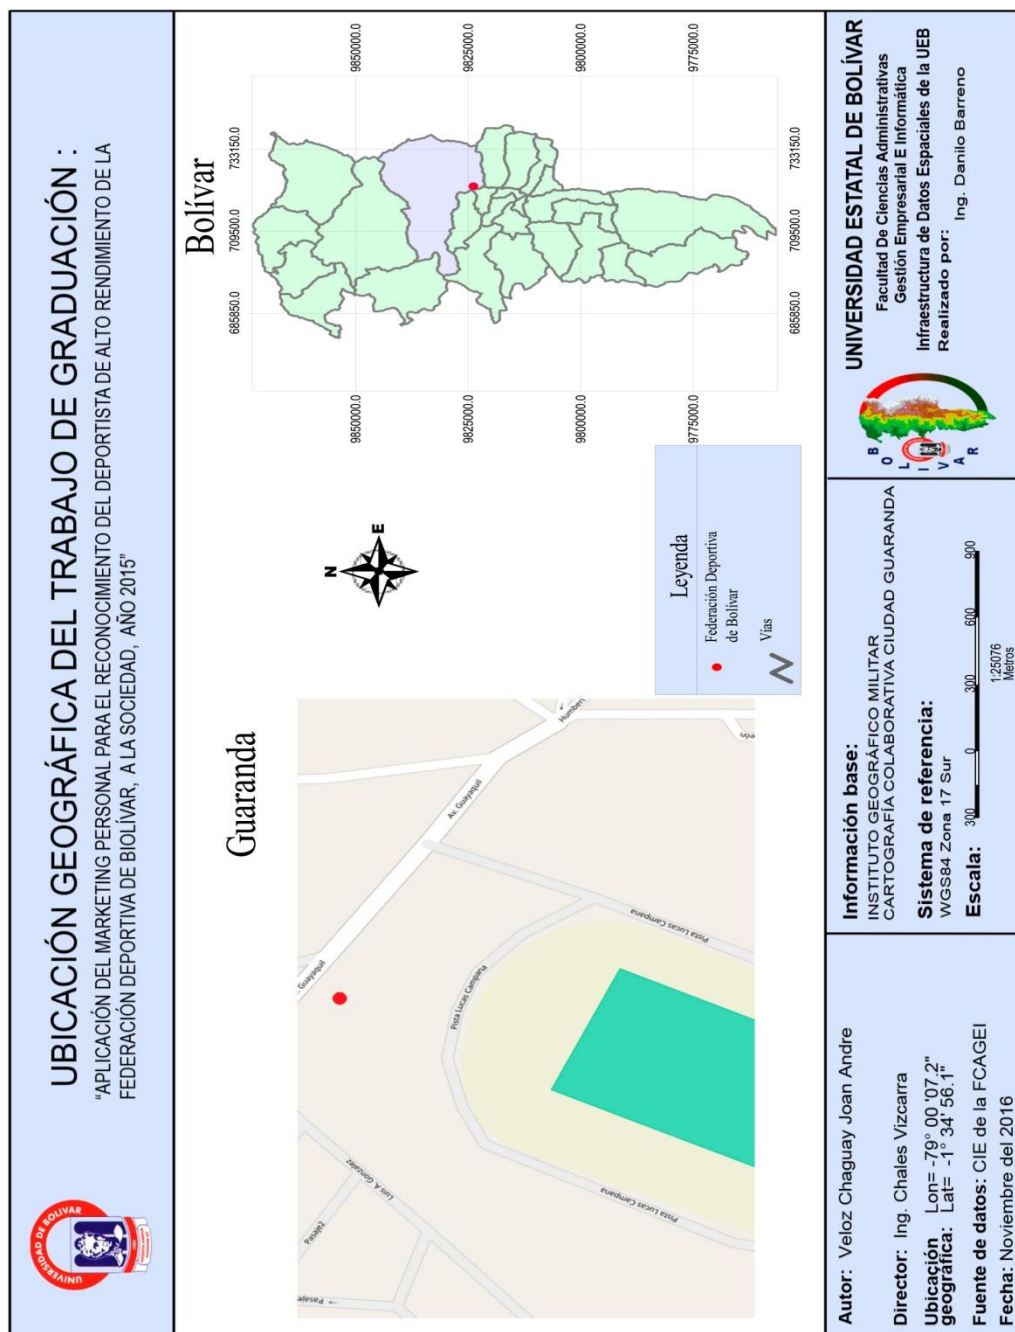 UBICACIÓN GEOGRÁFICA DEL TRABAJO DE GRADUACIÓN :
"APLICACIÓN DEL MARKETING PERSONAL PARA EL RECONOCIMIENTO DEL DEPORTISTA DE ALTO RENDIMIENTO DE LA
FEDERACIÓN DEPORTIVA DE BIOLÍVAR, A LA SOCIEDAD, AÑO 2015"
UNIVERSIDAD DE BOLIVAR
Guaranda
Guayaquil
Av. Guayaquil
Humber
eón
Pista Lucas Campana
Pista Lucas Campana
Pista Lucas Campana
Luis A. Gonzalez
Pasaje2
Pasaje
N
E
Bolívar
685850.0
709500.0
733150.0
9850000.0
9850000.0
9825000.0
9825000.0
9800000.0
9800000.0
9775000.0
9775000.0
685850.0
709500.0
733150.0
Leyenda
Federación Deportiva
de Bolívar
Vías
Autor: Veloz Chaguay Joan Andre
Director: Ing. Chales Vizcarra
Ubicación Lon= -79° 00 '07.2"
geográfica: Lat= -1° 34' 56.1"
Fuente de datos: CIE de la FCAGEI
Fecha: Noviembre del 2016
Información base:
INSTITUTO GEOGRÁFICO MILITAR
CARTOGRAFÍA COLABORATIVA CIUDAD GUARANDA
Sistema de referencia:
WGS84 Zona 17 Sur
Escala:
300 0 300 600 900
1:25076
Metros
BOLIVAR
UNIVERSIDAD ESTATAL DE BOLÍVAR
Facultad De Ciencias Administrativas
Gestión Empresarial E Informática
Infraestructura de Datos Espaciales de la UEB
Realizado por:
Ing. Danilo Barreno